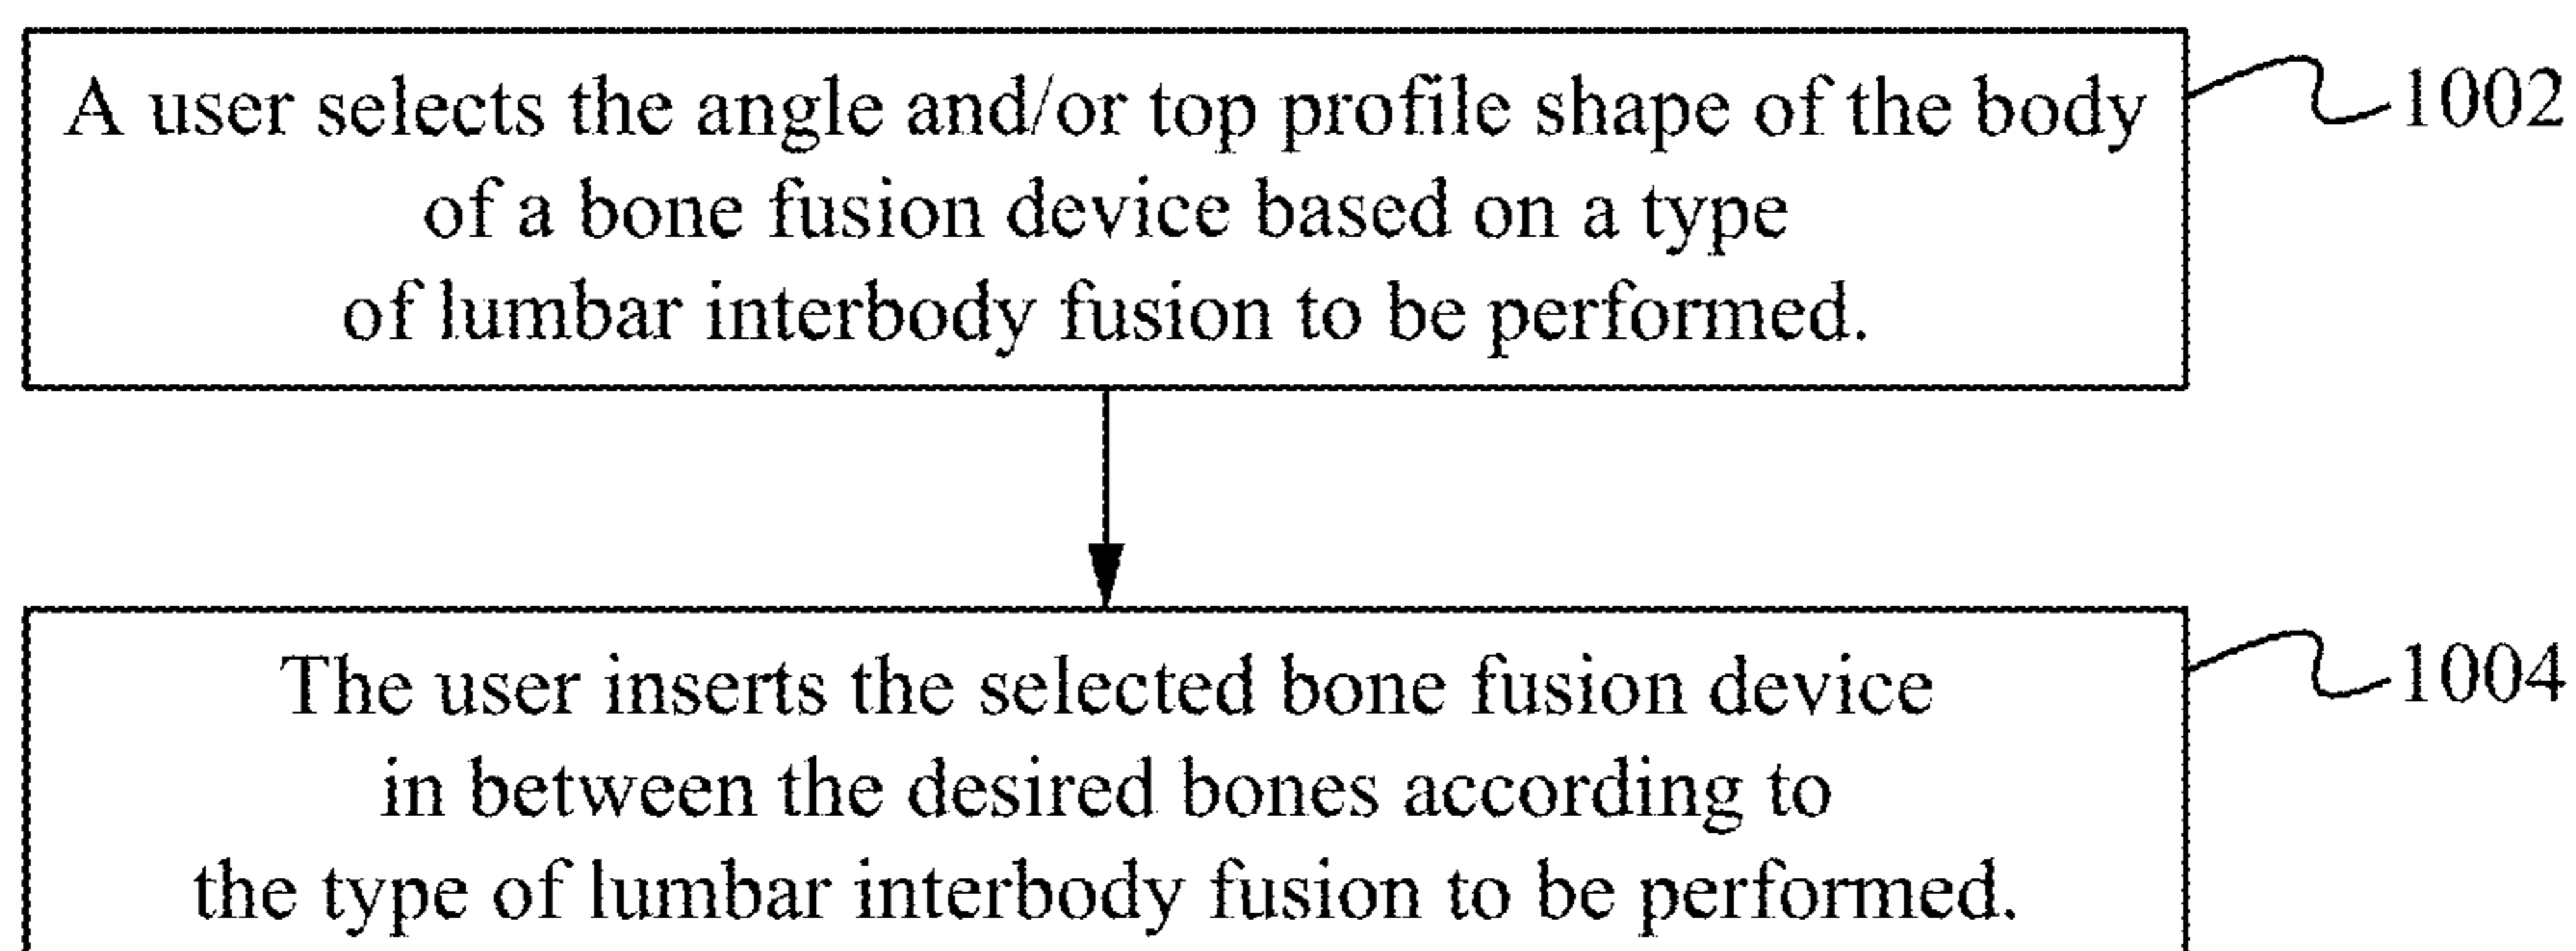 A user selects the angle and/or top profile shape of the body
of a bone fusion device based on a type
of lumbar interbody fusion to be performed.
1002
The user inserts the selected bone fusion device
in between the desired bones according to
the type of lumbar interbody fusion to be performed.
1004